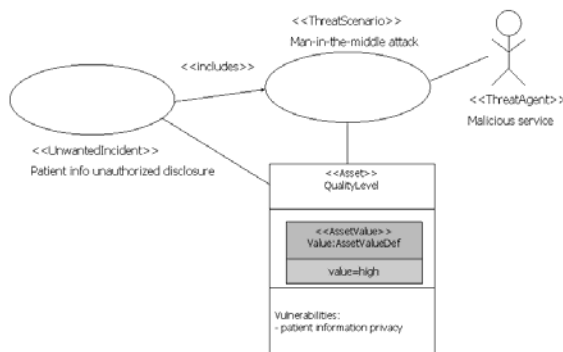 <<ThreatScenario>>
Man-in-the-middle attack
<<includes>>
<<ThreatAgent>>
Malicious service
<<UnwantedIncident>>
Patient info unauthorized disclosure
<<Asset>>
QualityLevel
<<AssetValue>>
Value:AssetValueDef
value=high
Vulnerabilities:
- patient information privacy